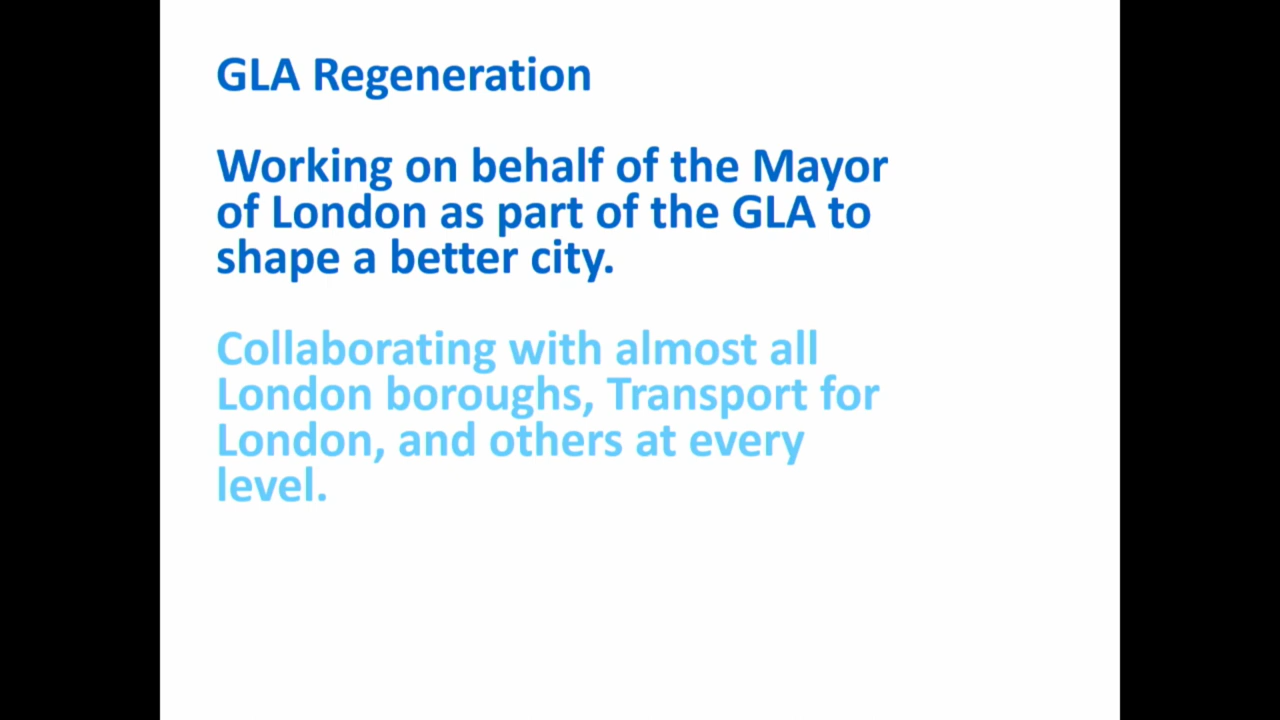 GLA Regeneration
Working on behalf of the Mayor
of London as part of the GLA to
shape a better city.
Collaborating with almost all
London boroughs, Transport for
London, and others at every
level.